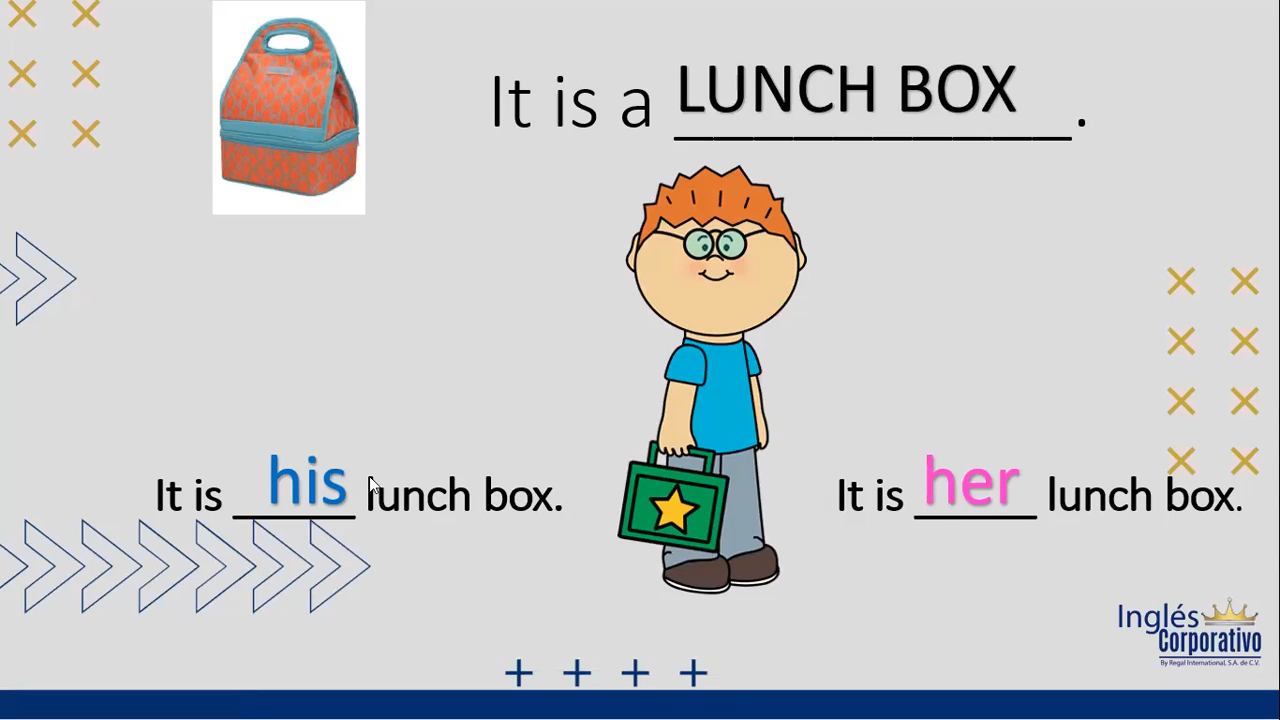 It is a LUNCH BOX.
It is his lunch box.
It is her lunch box.
Inglés
Corporativo
By Regal International, S.A. de C.V.